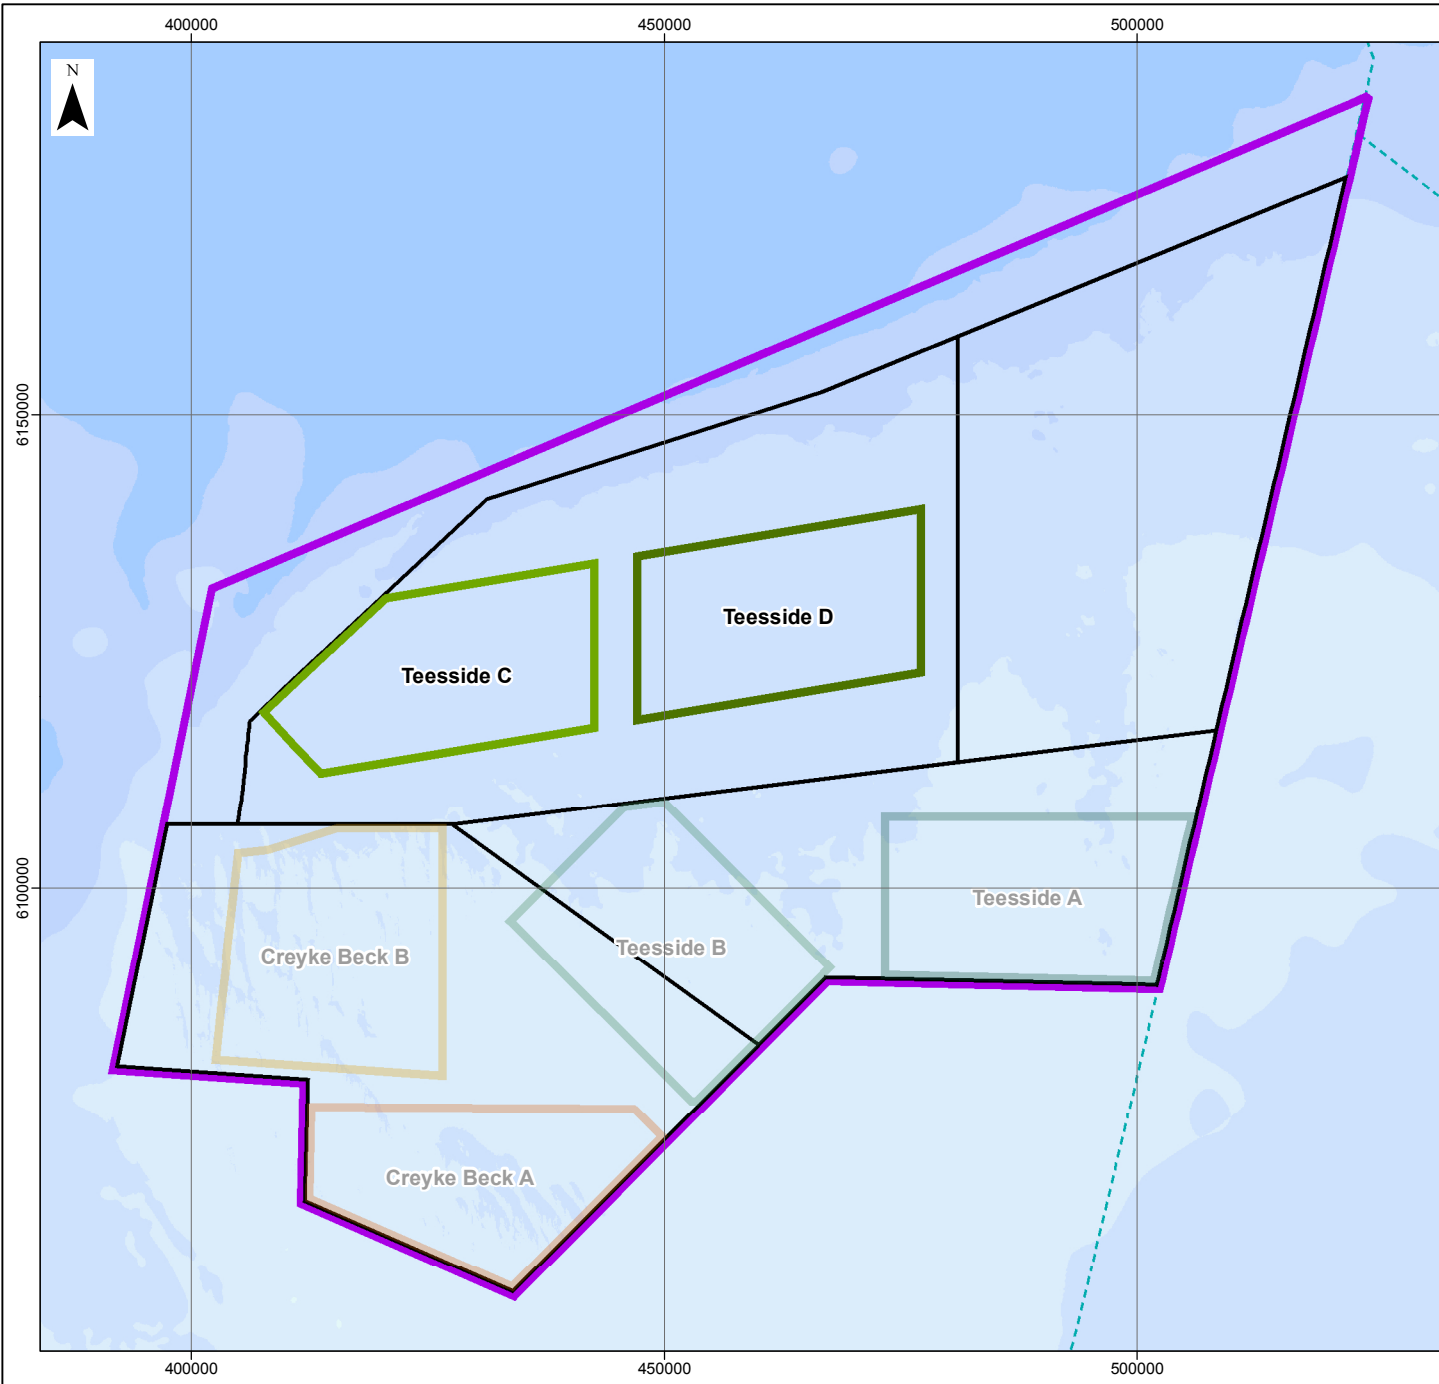 400000 450000 500000
N
6150000
Teesside D
Teesside C
6100000
Teesside A
Teesside B
Creyke Beck B
Creyke Beck A
400000 450000 500000